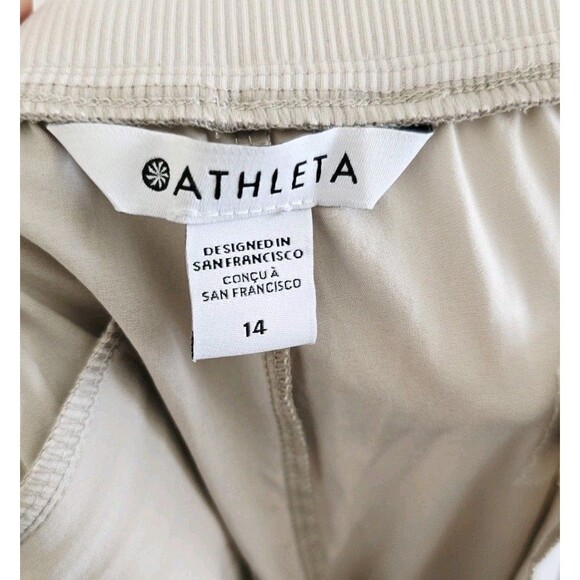 ATHLETA
DESIGNED IN
SAN FRANCISCO
CONÇU À
SAN FRANCISCO
14